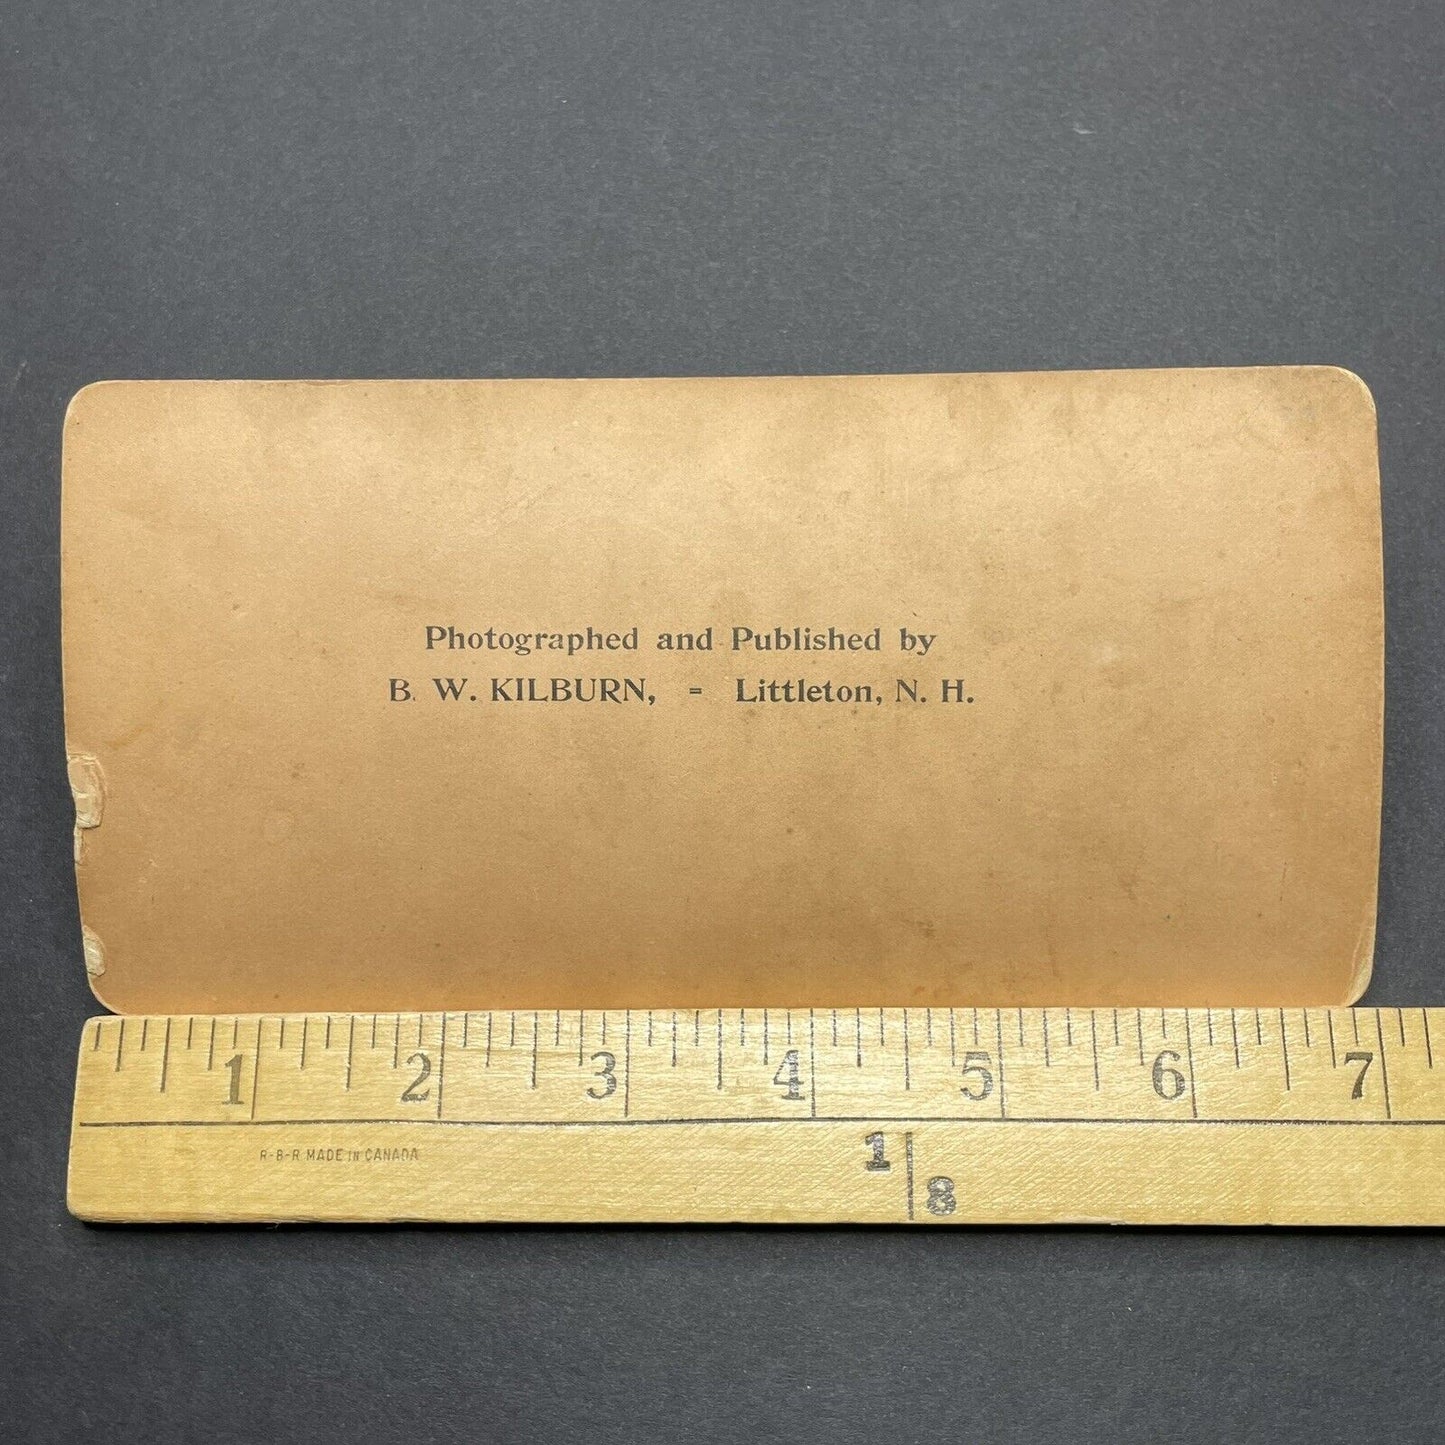 Photographed and Published by
B. W. KILBURN, = Littleton, N. H.
1 2 3 4 5 6 7
R-B-R MADE IN CANADA
1
8